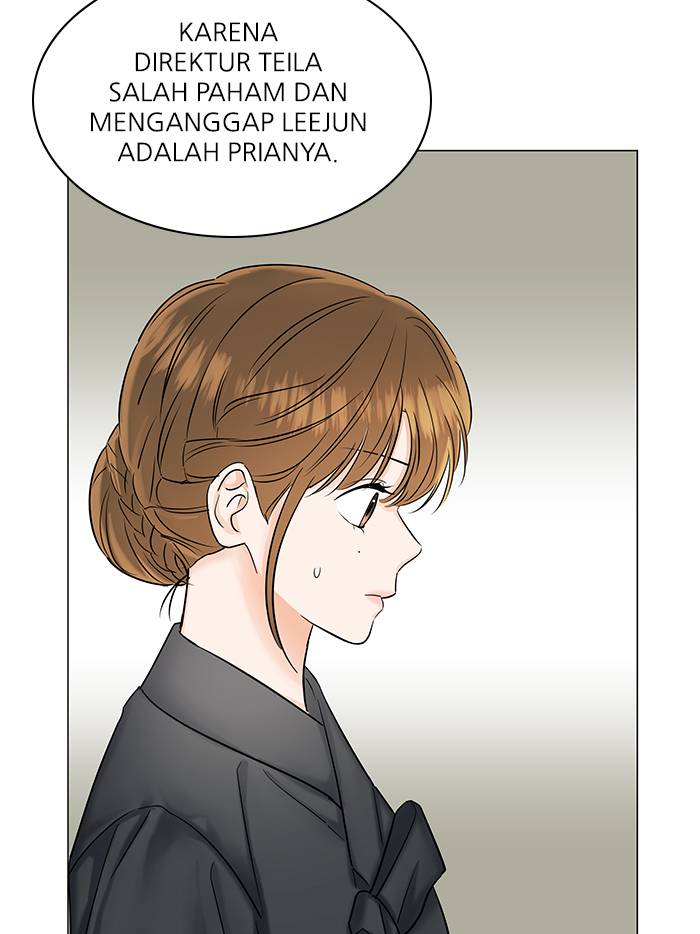 KARENA
DIREKTUR TEILA
SALAH PAHAM DAN
MENGANGGAP LEEJUN
ADALAH PRIANYA.